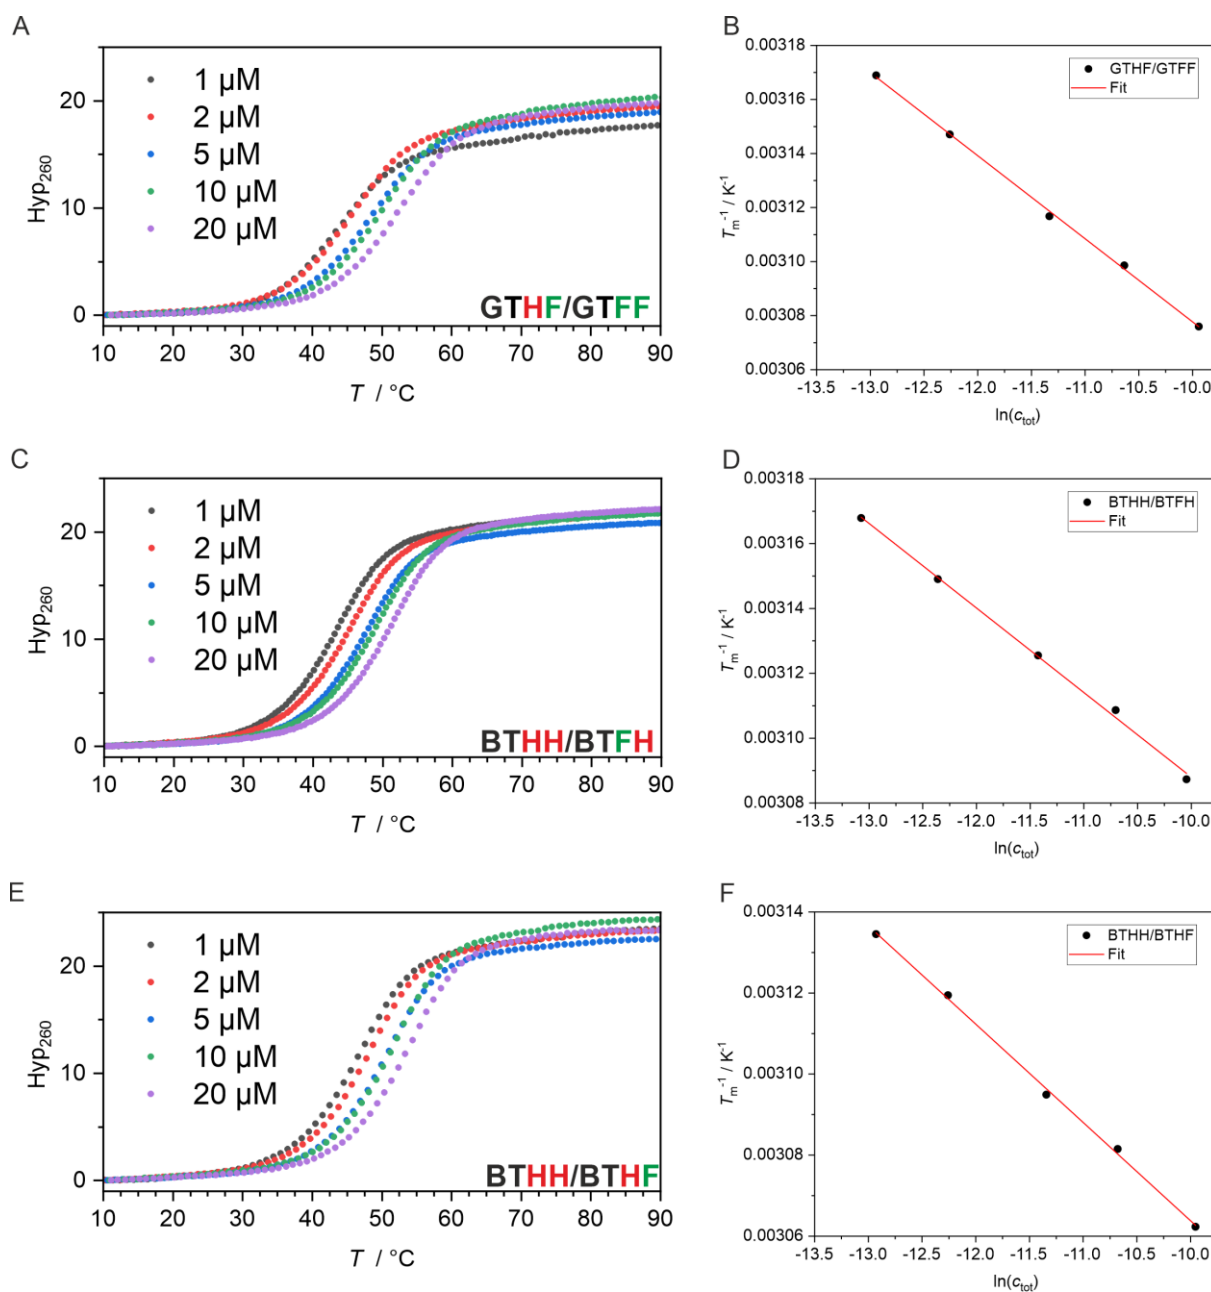 A
1 µM
2 µM
5 µM
10 µM
20 µM
Hyp260
20
10
0
GTHF/GTFF
10 20 30 40 50 60 70 80 90
T / °C
B
0.00318
0.00316
0.00314
0.00312
0.00310
0.00308
0.00306
Tm-1 / K-1
GTHF/GTFF
Fit
-13.5 -13.0 -12.5 -12.0 -11.5 -11.0 -10.5 -10.0
ln(ctot)
C
1 µM
2 µM
5 µM
10 µM
20 µM
Hyp260
20
10
0
BTHH/BTFH
10 20 30 40 50 60 70 80 90
T / °C
D
0.00318
0.00316
0.00314
0.00312
0.00310
0.00308
Tm-1 / K-1
BTHH/BTFH
Fit
-13.5 -13.0 -12.5 -12.0 -11.5 -11.0 -10.5 -10.0
ln(ctot)
E
1 µM
2 µM
5 µM
10 µM
20 µM
Hyp260
20
10
0
BTHH/BTHF
10 20 30 40 50 60 70 80 90
T / °C
F
0.00314
0.00312
0.00310
0.00308
0.00306
Tm-1 / K-1
BTHH/BTHF
Fit
-13.5 -13.0 -12.5 -12.0 -11.5 -11.0 -10.5 -10.0
ln(ctot)